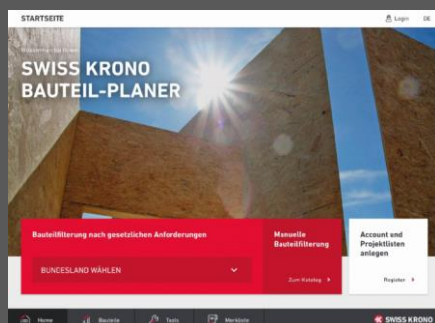 STARTSEITE
Login
SWISS KRONO
BAUTEIL-PLANER
Bauteilfilterung nach gesetzlichen Anforderungen
BUNDESLAND WÄHLEN
Manuelle
Bauteilfilterung
Zum Katalog
Account und
Projektlisten
anlegen
Register
Home
Bauteile
Tools
Merkliste
SWISS KRONO